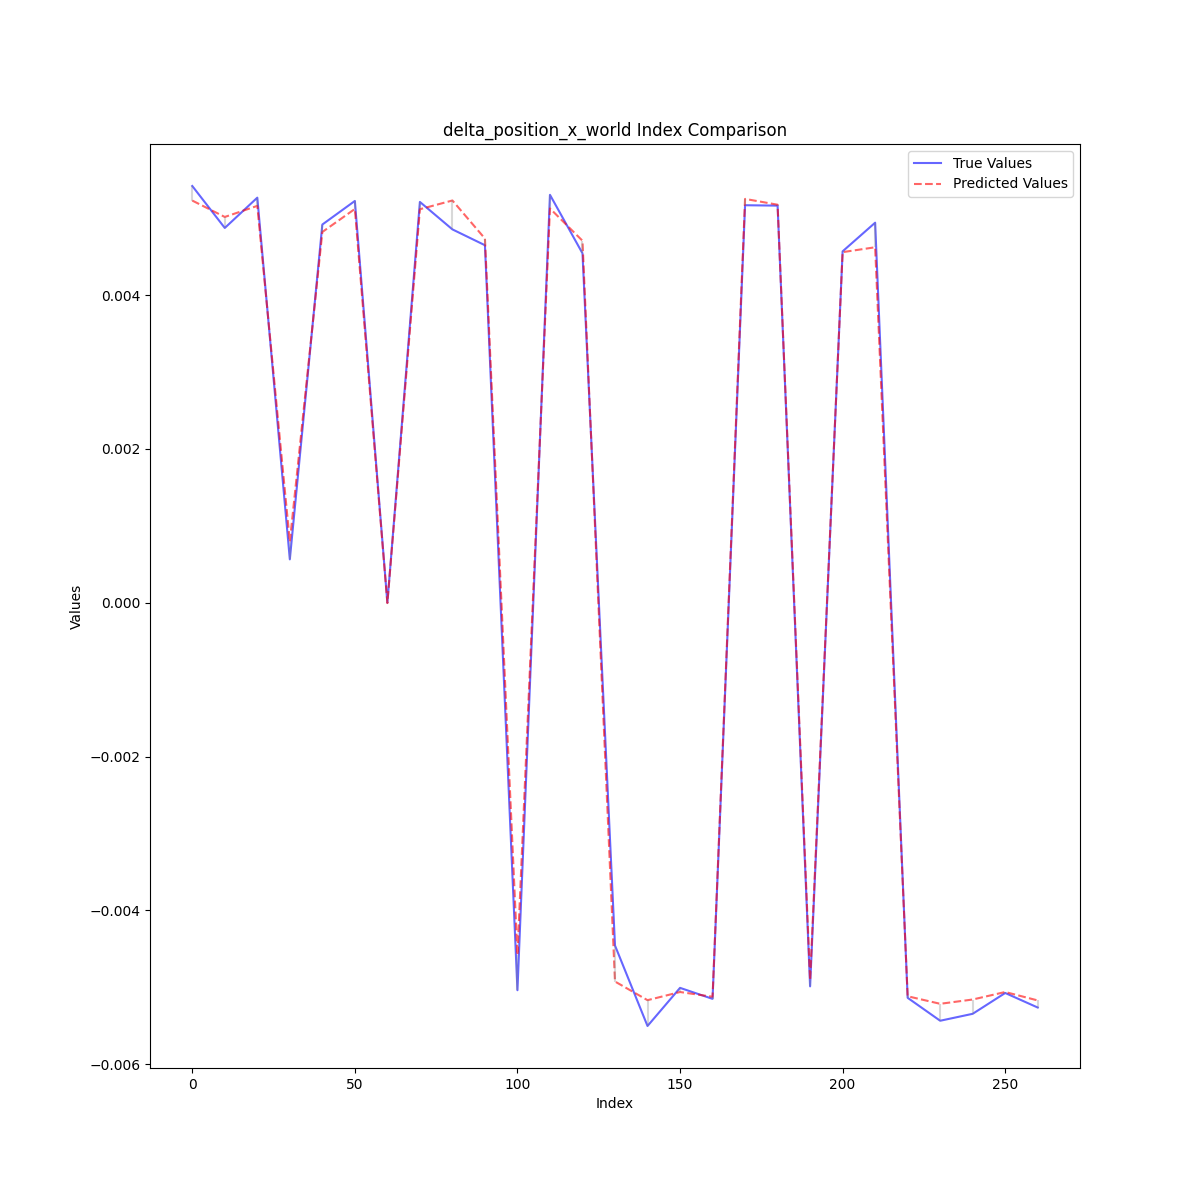 delta_position_x_world Index Comparison
True Values
Predicted Values
0.004
0.002
0.000
−0.002
−0.004
−0.006
Values
0 50 100 150 200 250
Index